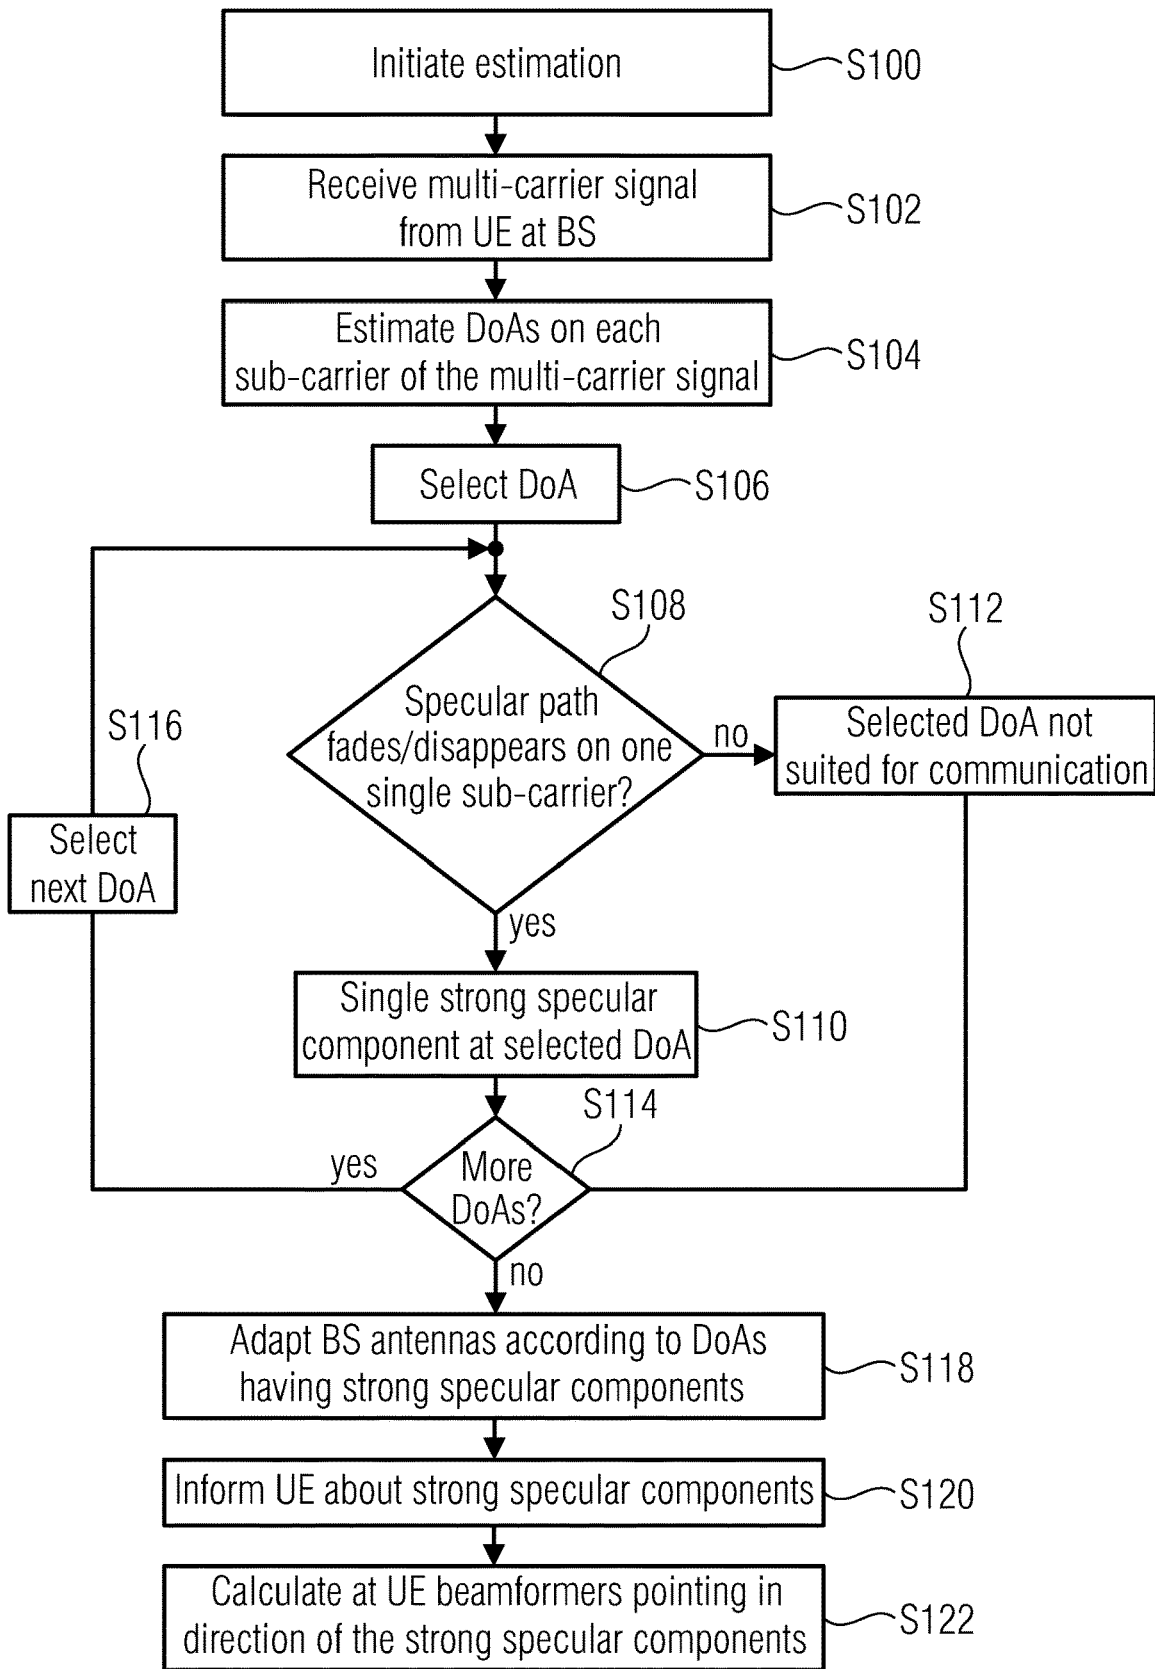 Initiate estimation
S100
Receive multi-carrier signal
from UE at BS
S102
Estimate DoAs on each
sub-carrier of the multi-carrier signal
S104
Select DoA
S106
S108
S112
Specular path
fades/disappears on one
single sub-carrier?
no
Selected DoA not
suited for communication
S116
Select
next DoA
yes
Single strong specular
component at selected DoA
S110
S114
yes
More
DoAs?
no
Adapt BS antennas according to DoAs
having strong specular components
S118
Inform UE about strong specular components
S120
Calculate at UE beamformers pointing in
direction of the strong specular components
S122